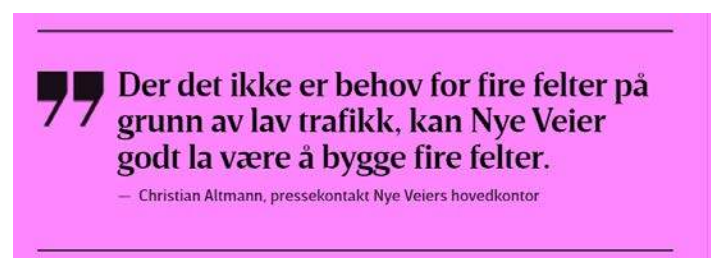 Der det ikke er behov for fire felter på
grunn av lav trafikk, kan Nye Veier
godt la være å bygge fire felter.
— Christian Altmann, pressekontakt Nye Veiers hovedkontor